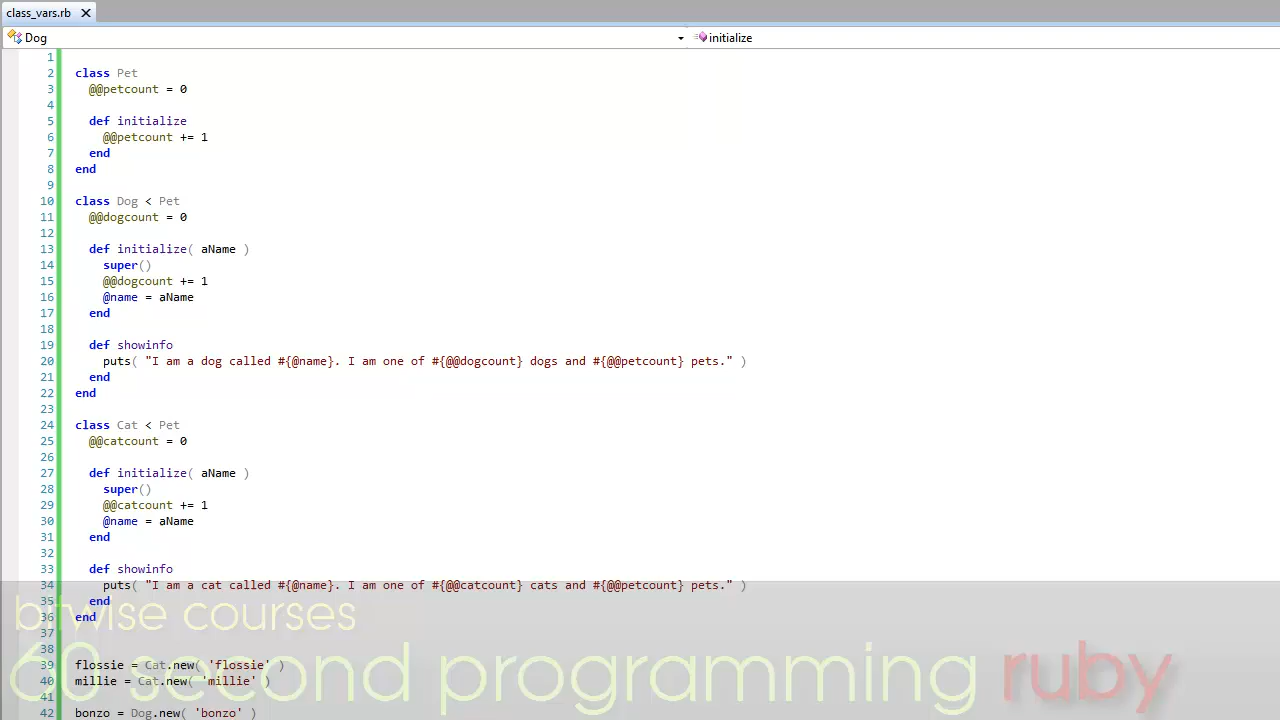 class_vars.rb
Dog initialize
1
2 class Pet
3 @@petcount = 0
4
5 def initialize
6 @@petcount += 1
7 end
8 end
9
10 class Dog < Pet
11 @@dogcount = 0
12
13 def initialize( aName )
14 super()
15 @@dogcount += 1
16 @name = aName
17 end
18
19 def showinfo
20 puts( "I am a dog called #{@name}. I am one of #{@@dogcount} dogs and #{@@petcount} pets." )
21 end
22 end
23
24 class Cat < Pet
25 @@catcount = 0
26
27 def initialize( aName )
28 super()
29 @@catcount += 1
30 @name = aName
31 end
32
33 def showinfo
34 puts( "I am a cat called #{@name}. I am one of #{@@catcount} cats and #{@@petcount} pets." )
35 end
36 end
37
38
39 flossie = Cat.new( 'flossie' )
40 millie = Cat.new( 'millie' )
41
42 bonzo = Dog.new( 'bonzo' )
bitwise courses
60 second programming ruby